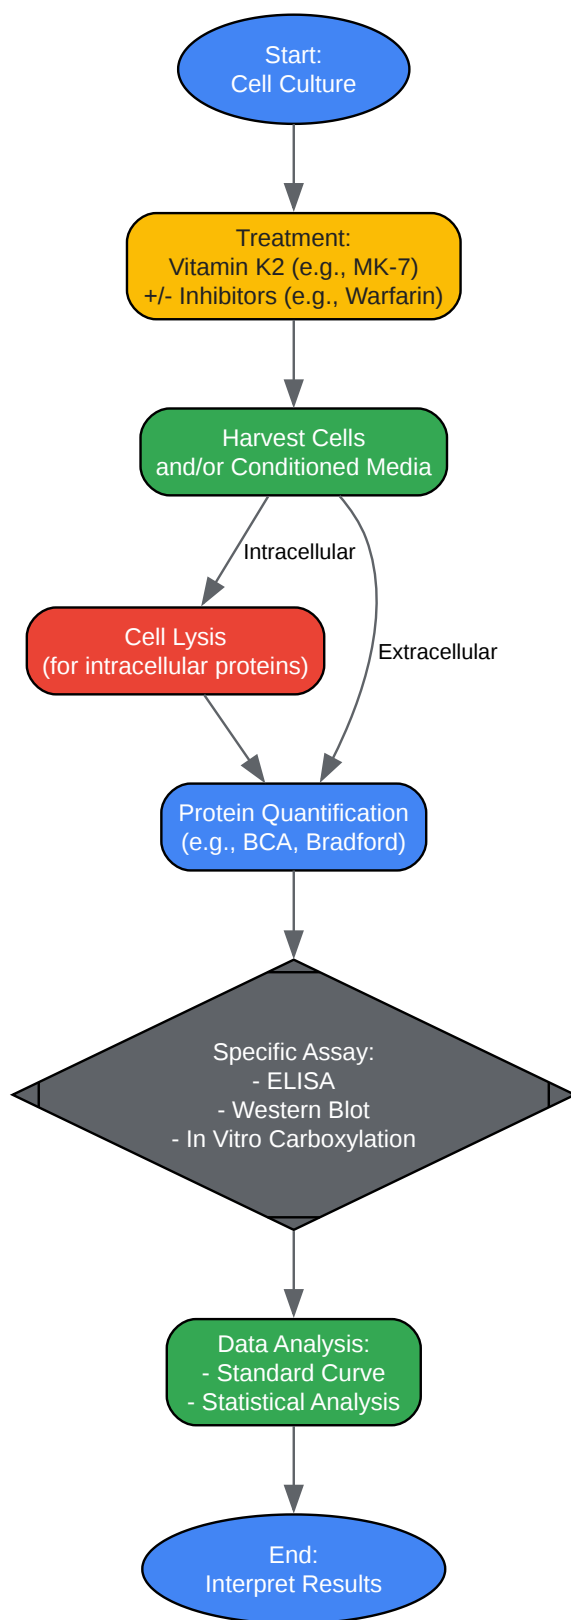 Start:
Cell Culture
Treatment:
Vitamin K2 (e.g., MK-7)
+/- Inhibitors (e.g., Warfarin)
Harvest Cells
and/or Conditioned Media
Intracellular
Cell Lysis
(for intracellular proteins)
Extracellular
Protein Quantification
(e.g., BCA, Bradford)
Specific Assay:
- ELISA
- Western Blot
- In Vitro Carboxylation
Data Analysis:
- Standard Curve
- Statistical Analysis
End:
Interpret Results